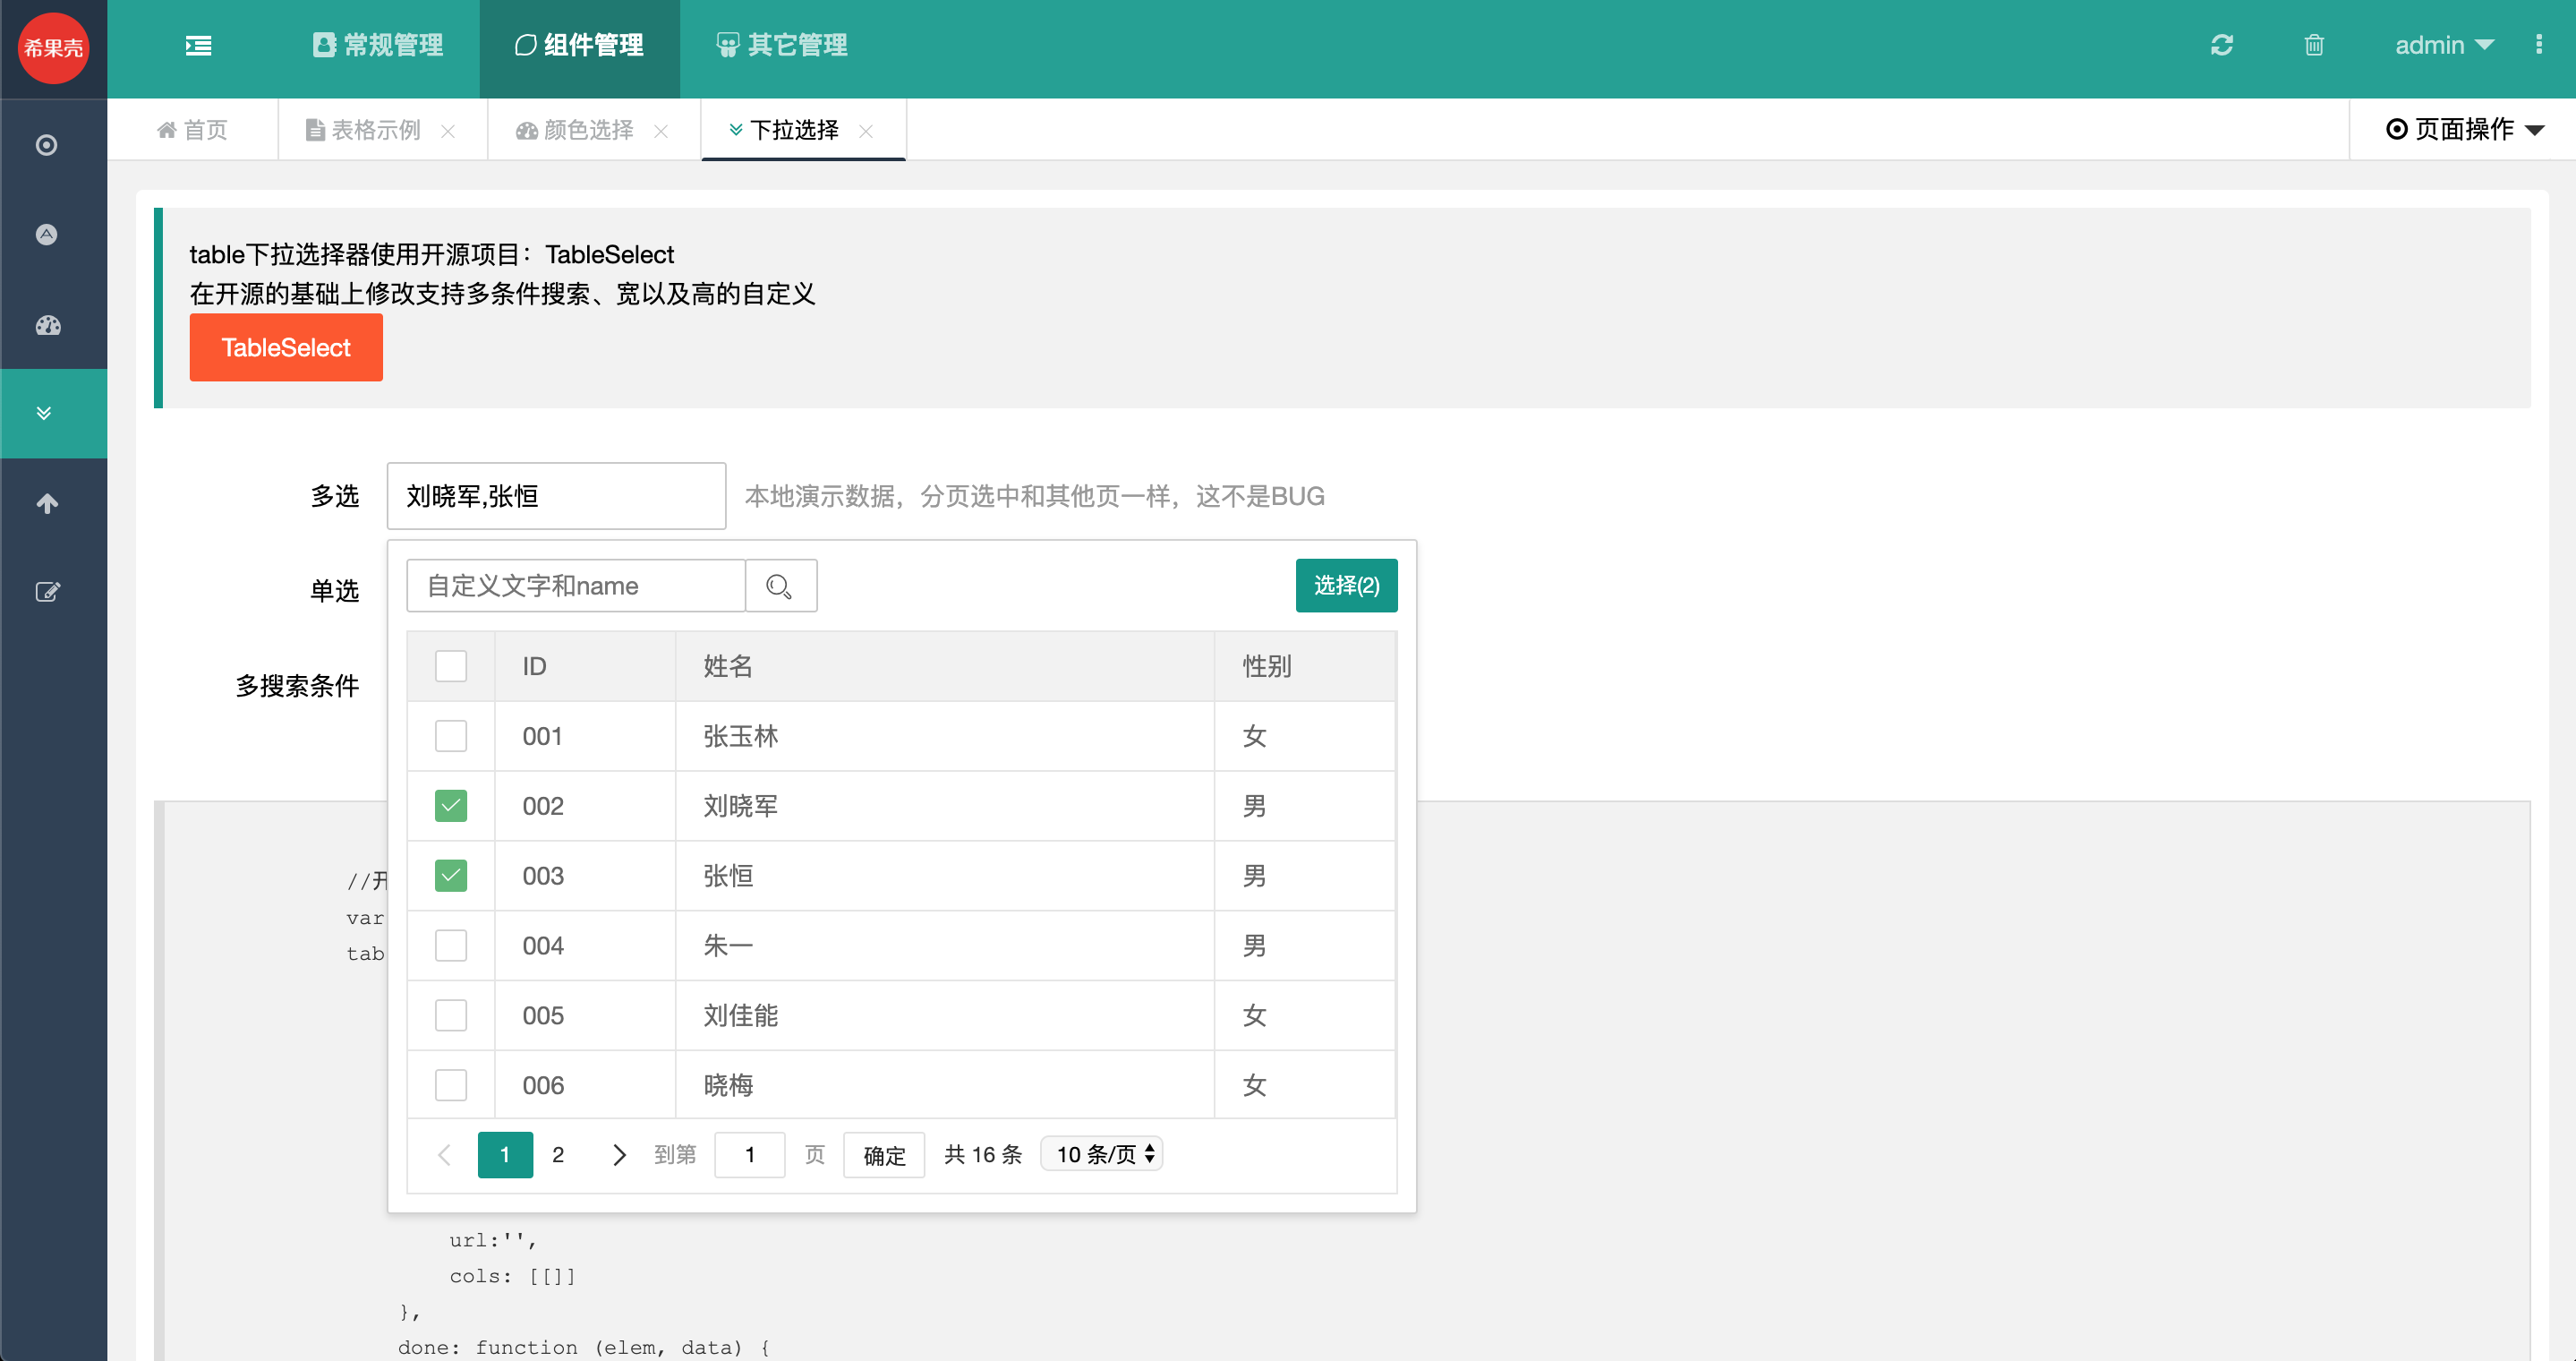 希果壳
常规管理
组件管理
其它管理
admin
首页
表格示例
颜色选择
下拉选择
页面操作
table下拉选择器使用开源项目：TableSelect
在开源的基础上修改支持多条件搜索、宽以及高的自定义
TableSelect
多选
刘晓军,张恒
本地演示数据，分页选中和其他页一样，这不是BUG
单选
自定义文字和name
选择(2)
多搜索条件
ID 姓名 性别
001 张玉林 女
002 刘晓军 男
003 张恒 男
004 朱一 男
005 刘佳能 女
006 晓梅 女
//开
var
tab
1 2 到第 1 页 确定 共 16 条 10 条/页
url:'',
cols: [[]]
},
done: function (elem, data) {